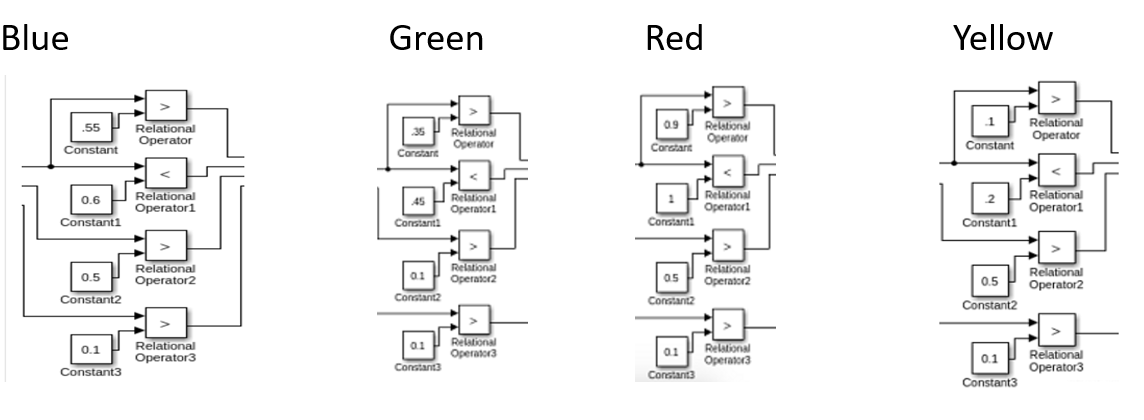 Blue
>
.55
Constant
Relational
Operator
<
0.6
Constant1
Relational
Operator1
>
0.5
Constant2
Relational
Operator2
>
0.1
Constant3
Relational
Operator3
Green
>
.35
Constant
Relational
Operator
<
.45
Constant1
Relational
Operator1
>
0.1
Constant2
Relational
Operator2
>
0.1
Constant3
Relational
Operator3
Red
>
0.9
Constant
Relational
Operator
<
1
Constant1
Relational
Operator1
>
0.5
Constant2
Relational
Operator2
>
0.1
Constant3
Relational
Operator3
Yellow
>
.1
Constant
Relational
Operator
<
.2
Constant1
Relational
Operator1
>
0.5
Constant2
Relational
Operator2
>
0.1
Constant3
Relational
Operator3